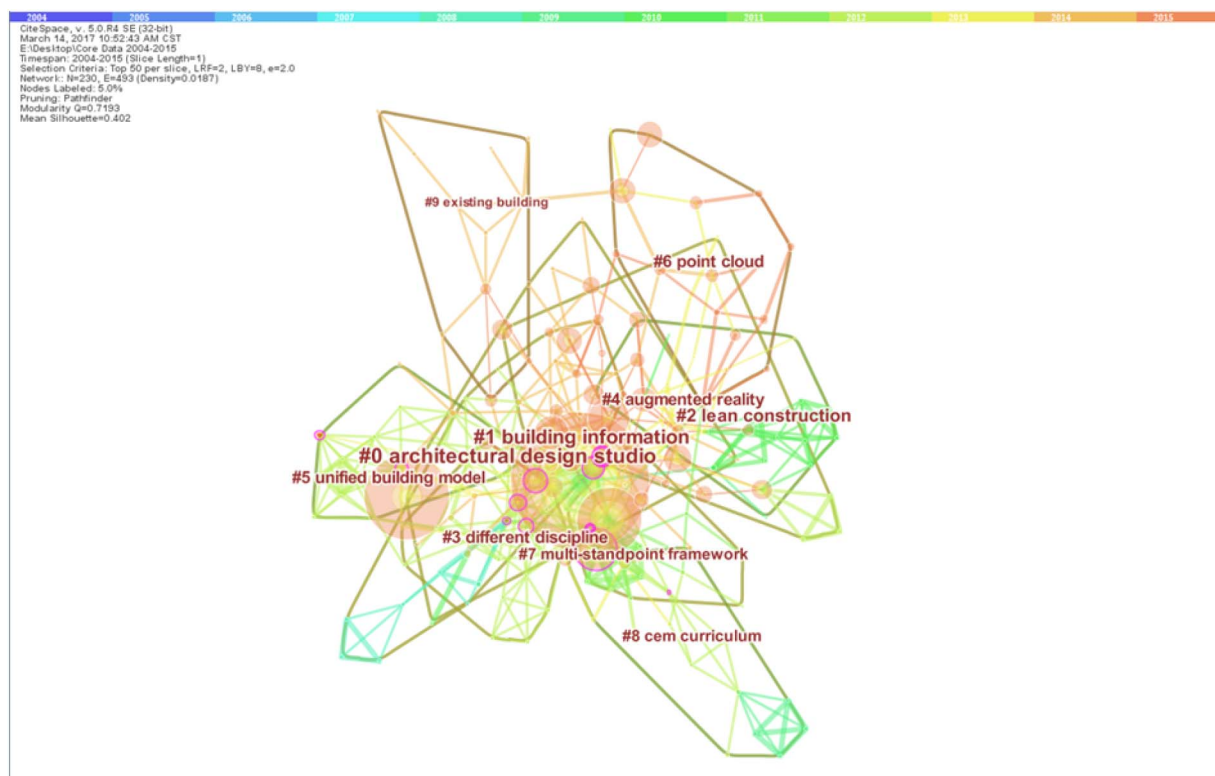 2004 2005 2006 2007 2008 2009 2010 2011 2012 2013 2014 2015
CiteSpace, v. 5.0.R4 SE (32-bit)
March 14, 2017 10:52:43 AM CST
E:\Desktop\Core Data 2004-2015
Timespan: 2004-2015 (Slice Length=1)
Selection Criteria: Top 50 per slice, LRF=2, LBY=8, e=2.0
Network: N=230, E=493 (Density=0.0187)
Nodes Labeled: 5.0%
Pruning: Pathfinder
Modularity Q=0.7193
Mean Silhouette=0.402
#9 existing building
#6 point cloud
#4 augmented reality
#2 lean construction
#1 building information
#0 architectural design studio
#5 unified building model
#3 different discipline
#7 multi-standpoint framework
#8 cem curriculum